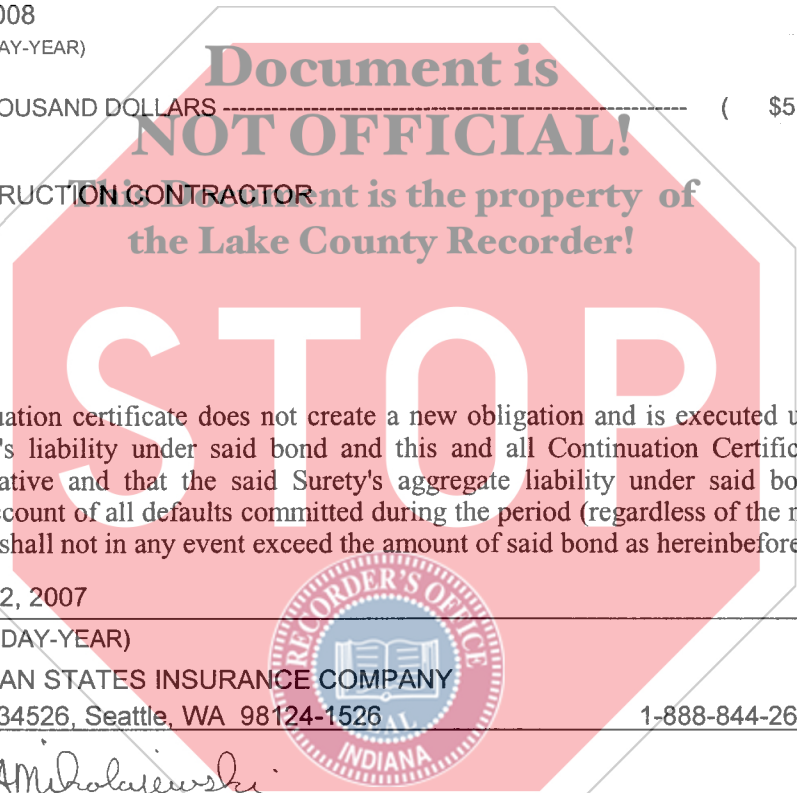 008
AY-YEAR)
Document is
OUSAND DOLLARS ------------------------------------------------------- ( $5
NOT OFFICIAL!
RUCTION CONTRACTOR
This Document is the property of
the Lake County Recorder!
STOP
uation certificate does not create a new obligation and is executed u
's liability under said bond and this and all Continuation Certific
ative and that the said Surety's aggregate liability under said bo
count of all defaults committed during the period (regardless of the
shall not in any event exceed the amount of said bond as hereinbefore
2, 2007
DAY-YEAR)
AN STATES INSURANCE COMPANY
34526, Seattle, WA 98124-1526 1-888-844-26
RECORDER'S OFFICE
SEAL
INDIANA
Mikolajewski